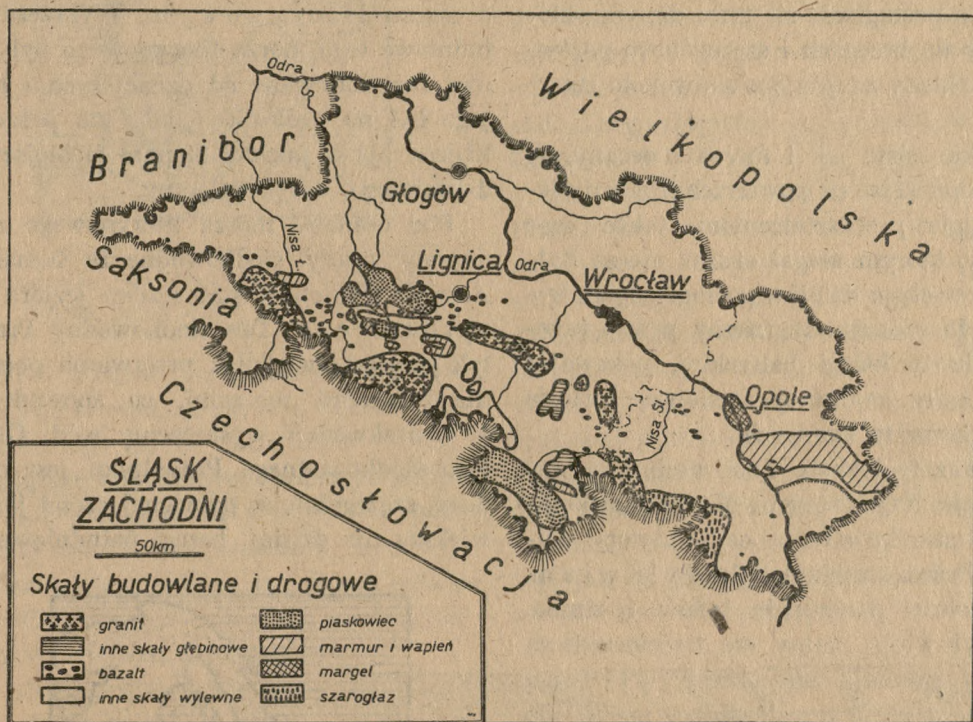 Odra
Wielkopolska
Branibor
Głogów
Nisa Ł.
Saksonia
Lignica
Odra
Wrocław
Czechosłowacja
Opole
Nisa Śl.
ŚLĄSK
ZACHODNI
50km
Skały budowlane i drogowe
granit
inne skały głębinowe
bazalt
inne skały wylewne
piaskowiec
marmur i wapień
margel
szarogłaz